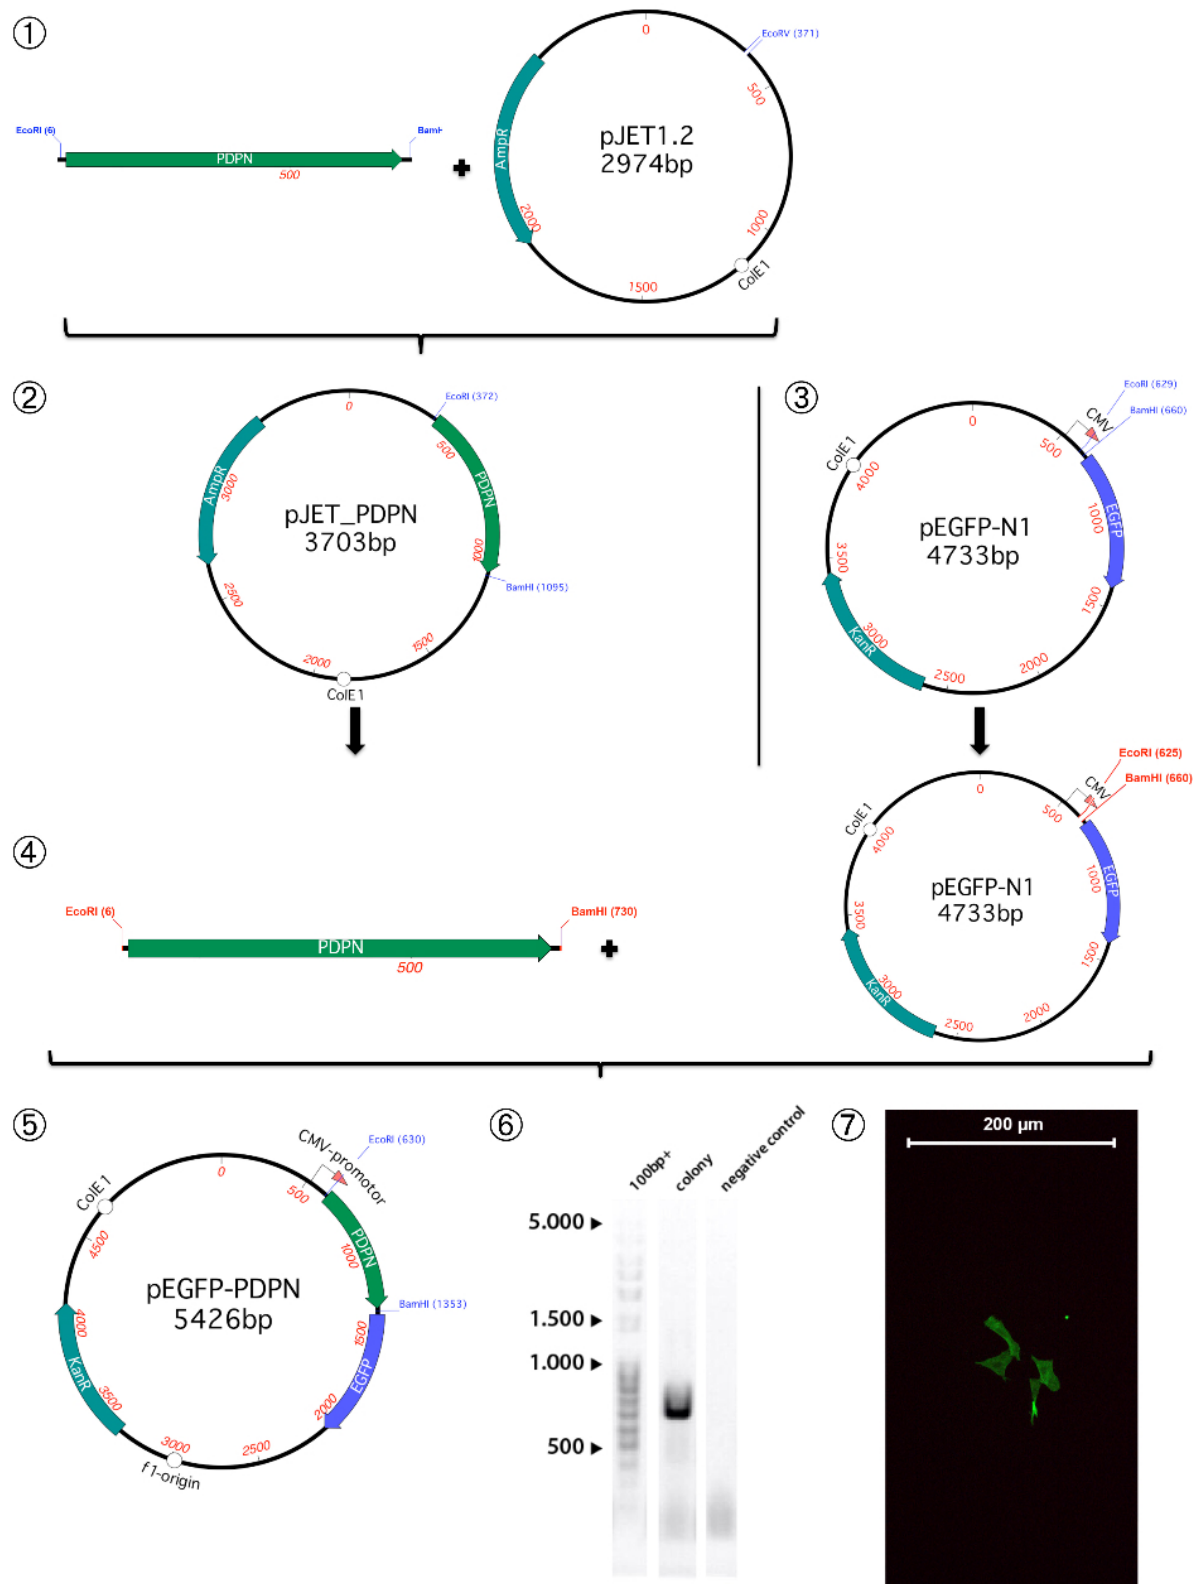 ①
EcoRI (6)
BamH
PDPN
500
0
EcoRV (371)
500
AmpR
pJET1.2
2974bp
2000
1000
ColE1
1500
②
0
EcoRI (372)
500
PDPN
AmpR
3000
pJET_PDPN
3703bp
1000
BamHI (1095)
2500
1500
2000
ColE1
③
EcoRI (629)
0
CMV
BamHI (660)
500
ColE1
4000
EGFP
1000
pEGFP-N1
4733bp
3500
1500
3000
KanR
2500
2000
EcoRI (625)
0
CMV
BamHI (660)
500
ColE1
4000
EGFP
1000
pEGFP-N1
4733bp
3500
1500
3000
KanR
2500
2000
④
EcoRI (6)
BamHI (730)
PDPN
500
⑤
CMV-promotor
EcoRI (630)
0
500
ColE1
4500
PDPN
1000
pEGFP-PDPN
5426bp
BamHI (1353)
4000
1500
KanR
EGFP
3500
2000
3000
2500
f1-origin
⑥
100bp+
colony
negative control
5.000
1.500
1.000
500
⑦
200 µm